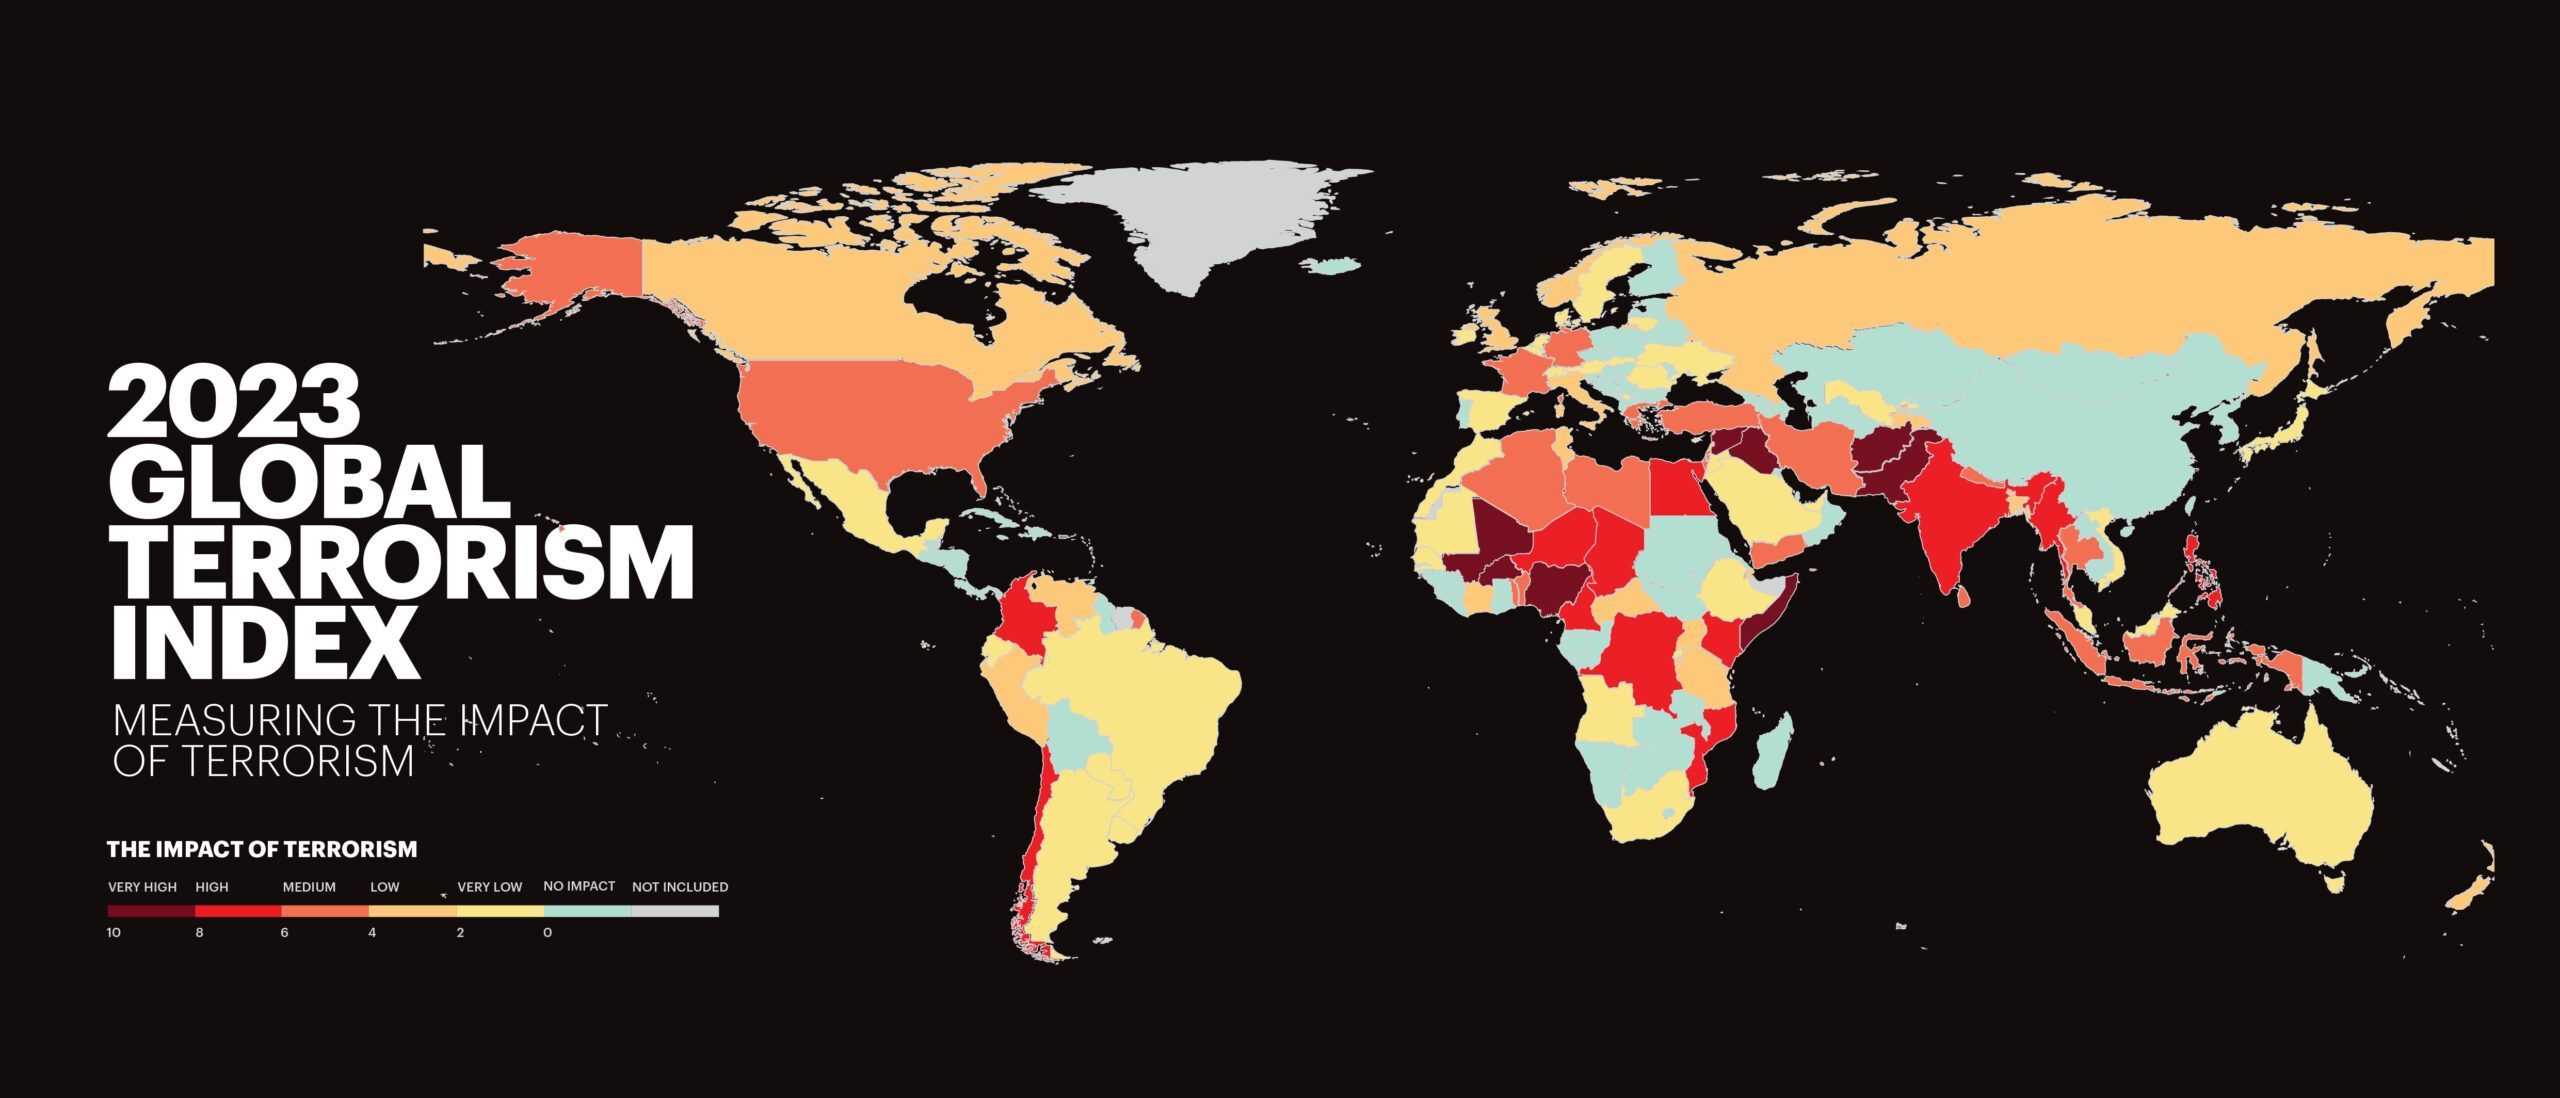 2023
GLOBAL
TERRORISM
INDEX
MEASURING THE IMPACT
OF TERRORISM
THE IMPACT OF TERRORISM
VERY HIGH HIGH MEDIUM LOW VERY LOW NO IMPACT NOT INCLUDED
10 8 6 4 2 0